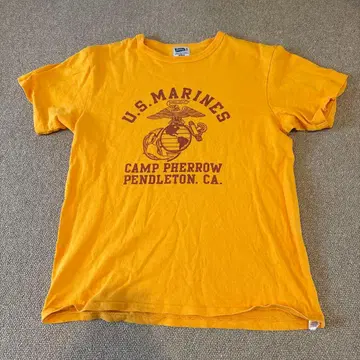 U.S. MARINES
CAMP PHERROW
PENDLETON. CA.